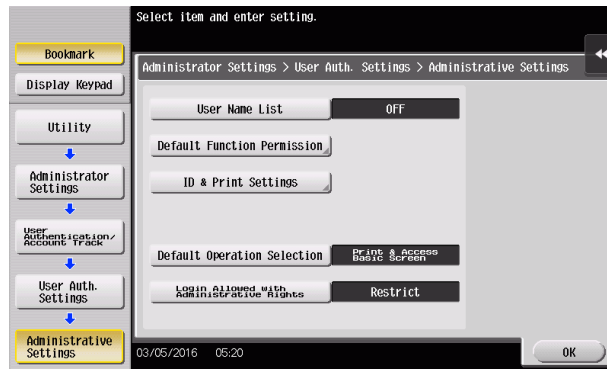 Select item and enter setting.
Bookmark
Display Keypad
Administrator Settings > User Auth. Settings > Administrative Settings
User Name List
OFF
Utility
Default Function Permission
Administrator
Settings
ID & Print Settings
User
Authentication/
Account Track
Default Operation Selection
Print & Access
Basic Screen
User Auth.
Settings
Login Allowed with
Administrative Rights
Restrict
Administrative
Settings
03/05/2016 05:20
OK